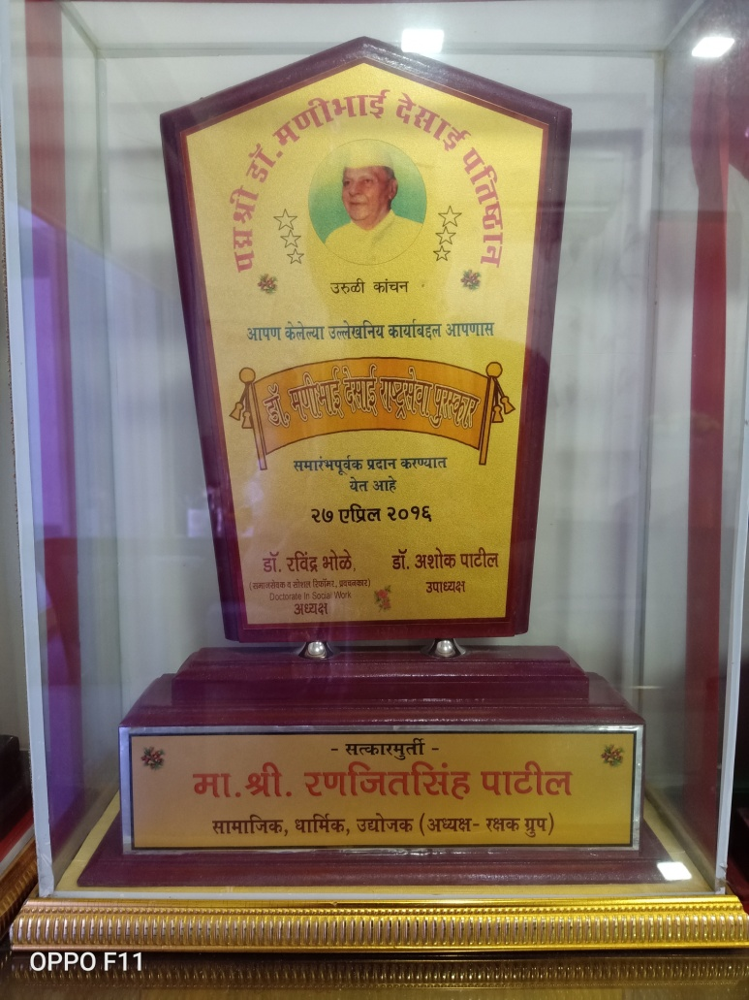 पद्मश्री डॉ. मणीभाई देसाई प्रतिष्ठान
उरुळी कांचन
आपण केलेल्या उल्लेखनिय कार्याबद्दल आपणास
डॉ. मणीभाई देसाई राष्ट्रसेवा पुरस्कार
समारंभपूर्वक प्रदान करण्यात
येत आहे
२७ एप्रिल २०१६
डॉ. रविंद्र भोळे. डॉ. अशोक पाटील
(समाजसेवक व सोशल रिफॉर्मर, प्रवचनकार) उपाध्यक्ष
Doctorate In Social Work
अध्यक्ष
- सत्कारमुर्ती -
मा. श्री. रणजितसिंह पाटील
सामाजिक, धार्मिक, उद्योजक (अध्यक्ष- रक्षक ग्रुप)
OPPO F11